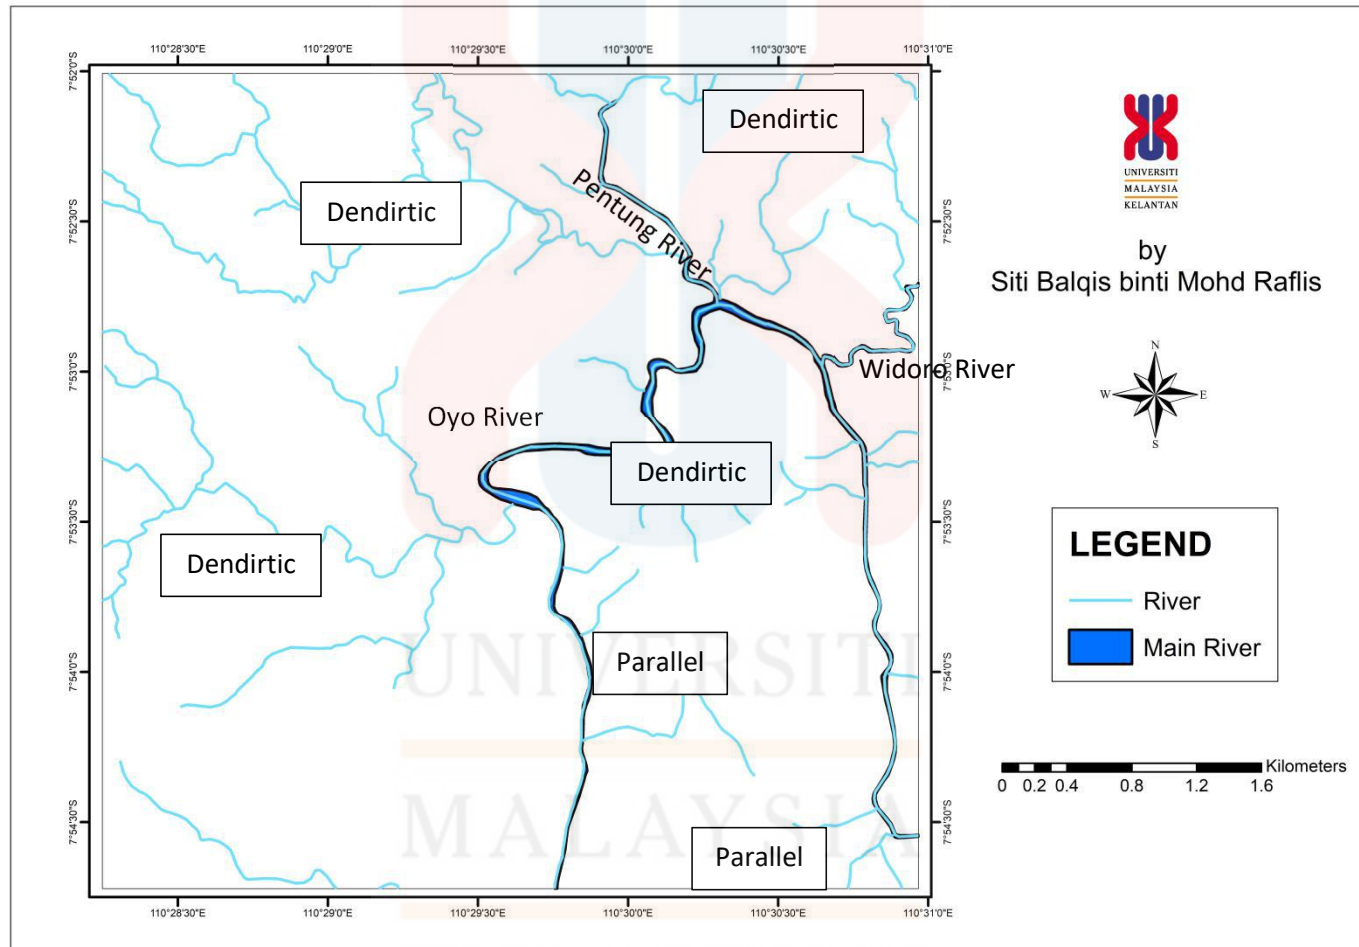 110°28'30"E 110°29'0"E 110°29'30"E 110°30'0"E 110°30'30"E 110°31'0"E
7°52'0"S 7°52'0"S
Dendirtic
Dendirtic
Pentung River
7°52'30"S 7°52'30"S
UNIVERSITI
MALAYSIA
KELANTAN
by
Siti Balqis binti Mohd Raflis
N
W E
S
7°53'0"S 7°53'0"S
Widoro River
Oyo River
Dendirtic
7°53'30"S 7°53'30"S
Dendirtic
LEGEND
River
Main River
UNIVERSITI
Parallel
7°54'0"S 7°54'0"S
Kilometers
0 0.2 0.4 0.8 1.2 1.6
MALAYSIA
7°54'30"S 7°54'30"S
Parallel
110°28'30"E 110°29'0"E 110°29'30"E 110°30'0"E 110°30'30"E 110°31'0"E